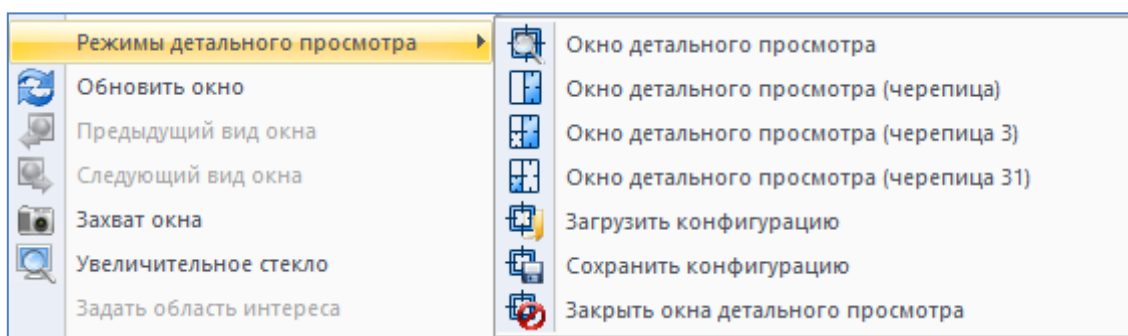 Режимы детального просмотра
Обновить окно
Предыдущий вид окна
Следующий вид окна
Захват окна
Увеличительное стекло
Задать область интереса
Окно детального просмотра
Окно детального просмотра (черепица)
Окно детального просмотра (черепица 3)
Окно детального просмотра (черепица 31)
Загрузить конфигурацию
Сохранить конфигурацию
Закрыть окна детального просмотра